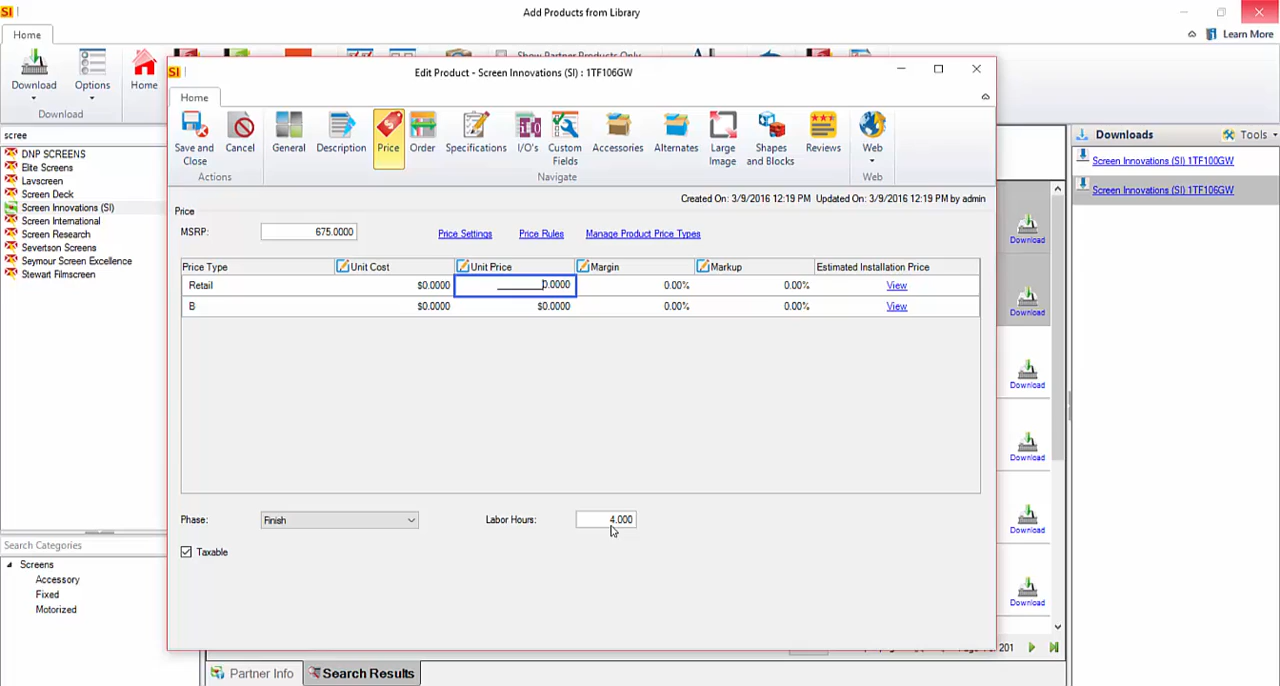 SI
Add Products from Library
Home
Learn More
Download
Options
Home
Show Partner Products Only
Download
scree
DNP SCREENS
Elite Screens
Lavscreen
Screen Deck
Screen Innovations (SI)
Screen International
Screen Research
Severtson Screens
Seymour Screen Excellence
Stewart Filmscreen
Search Categories
Screens
Accessory
Fixed
Motorized
SI
Edit Product - Screen Innovations (SI) : 1TF106GW
Home
Save and Close
Cancel
General
Description
Price
Order
Specifications
I/O's
Custom Fields
Accessories
Alternates
Large Image
Shapes and Blocks
Reviews
Web
Actions
Navigate
Web
Created On: 3/9/2016 12:19 PM Updated On: 3/9/2016 12:19 PM by admin
Price
MSRP: 675.0000 Price Settings Price Rules Manage Product Price Types
Price Type Unit Cost Unit Price Margin Markup Estimated Installation Price
Retail $0.0000 0.0000 0.00% 0.00% View
B $0.0000 $0.0000 0.00% 0.00% View
Phase: Finish Labor Hours: 4.000
Taxable
Download
Download
Download
Download
Download
Download
201
Partner Info
Search Results
Downloads
Tools
Screen Innovations (SI) 1TF100GW
Screen Innovations (SI) 1TF106GW